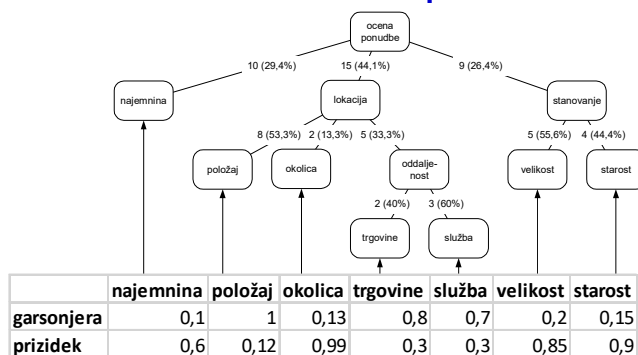 ocena
ponudbe
10 (29,4%) 15 (44,1%) 9 (26,4%)
najemnina lokacija stanovanje
8 (53,3%) 2 (13,3%) 5 (33,3%) 5 (55,6%) 4 (44,4%)
položaj okolica oddalje-
nost velikost starost
2 (40%) 3 (60%)
trgovine služba
najemnina položaj okolica trgovine služba velikost starost
garsonjera 0,1 1 0,13 0,8 0,7 0,2 0,15
prizidek 0,6 0,12 0,99 0,3 0,3 0,85 0,9